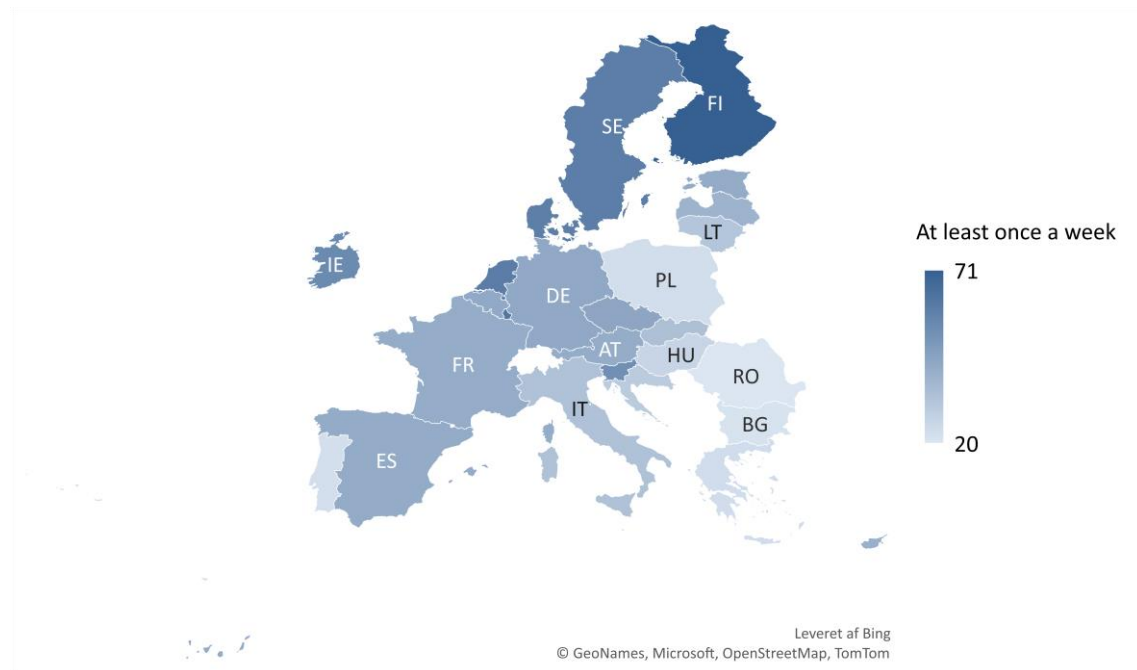 FI
SE
LT
At least once a week
71
IE
PL
DE
AT
HU
FR
RO
IT
BG
20
ES
Leveret af Bing
© GeoNames, Microsoft, OpenStreetMap, TomTom